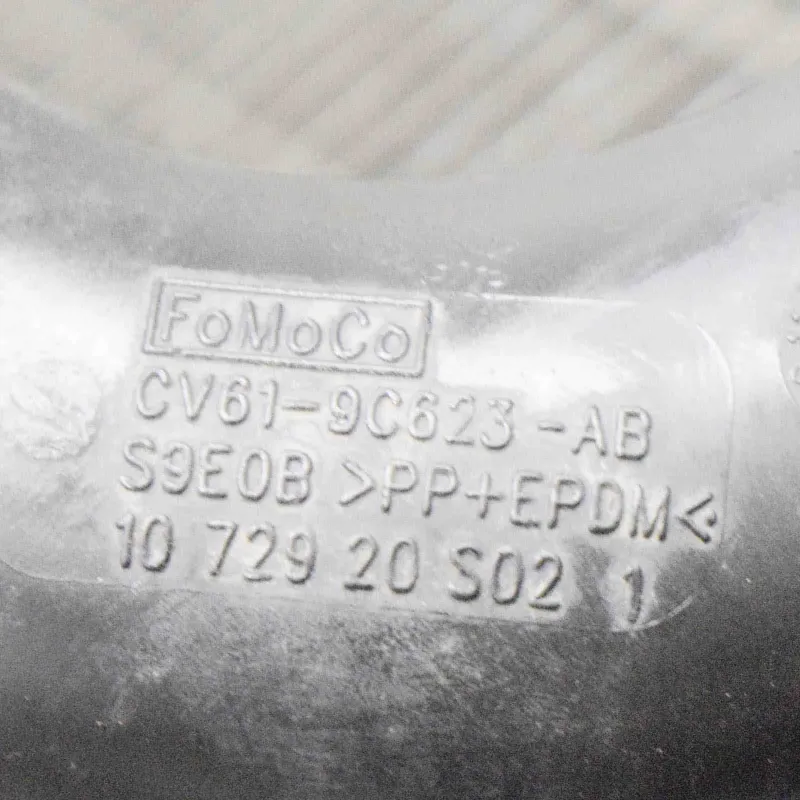 FoMoCo
CV61-9C623-AB
S9E0B >PP+EPDM<
10 729 20 S02 1